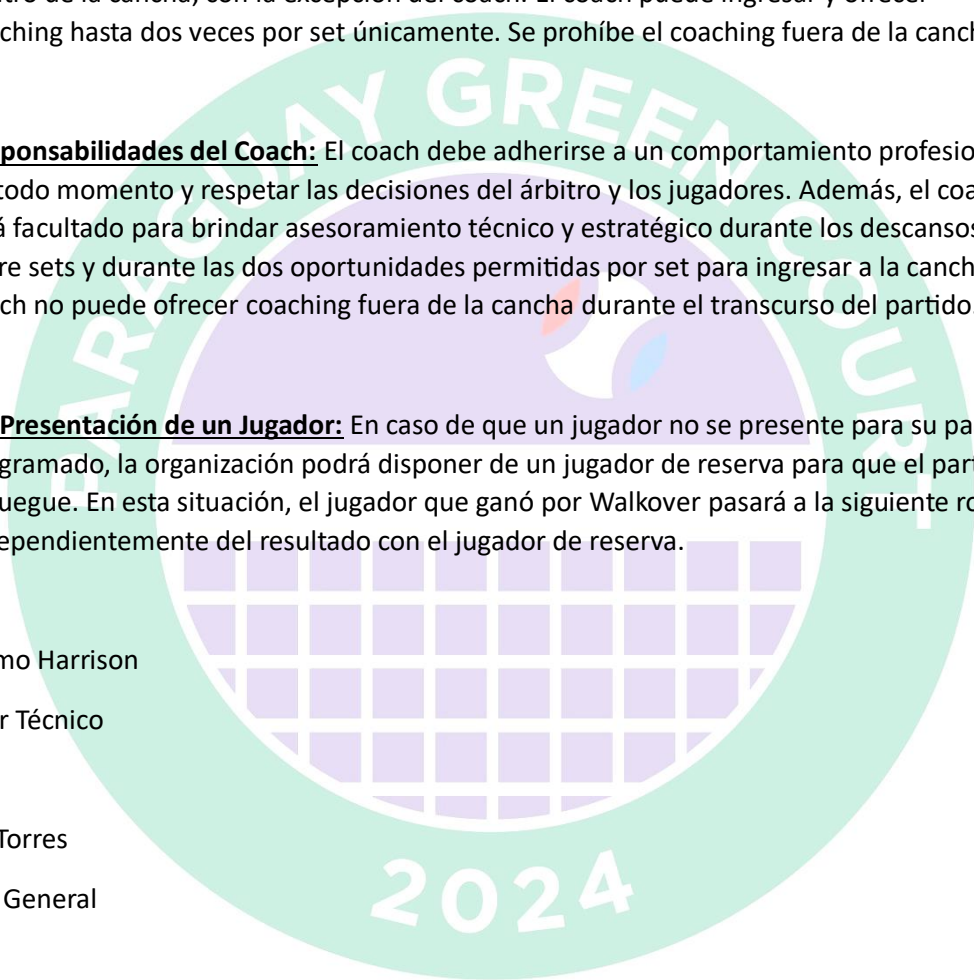 ntro de la cancha, con la excepción del coach. El coach puede ingresar y ofrecer
ching hasta dos veces por set únicamente. Se prohíbe el coaching fuera de la canch
ponsabilidades del Coach: El coach debe adherirse a un comportamiento profesio
todo momento y respetar las decisiones del árbitro y los jugadores. Además, el coa
á facultado para brindar asesoramiento técnico y estratégico durante los descansos
re sets y durante las dos oportunidades permitidas por set para ingresar a la canch
ch no puede ofrecer coaching fuera de la cancha durante el transcurso del partido.
Presentación de un Jugador: En caso de que un jugador no se presente para su pa
gramado, la organización podrá disponer de un jugador de reserva para que el part
uegue. En esta situación, el jugador que ganó por Walkover pasará a la siguiente ro
ependientemente del resultado con el jugador de reserva.
mo Harrison
r Técnico
Torres
General
PARAGUAY GREEN COURT
2024